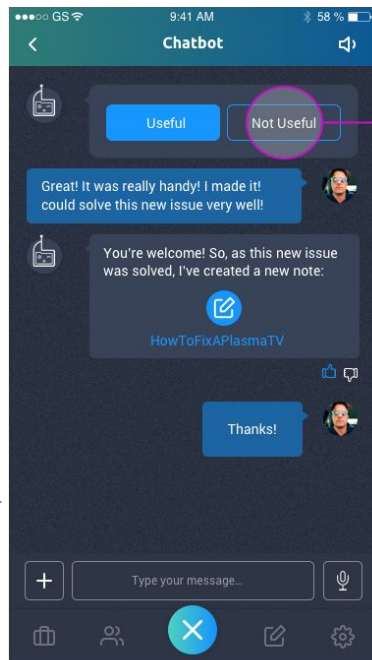 GS 9:41 AM 58 %
Chatbot
Useful Not Useful
Great! It was really handy! I made it!
could solve this new issue very well!
You're welcome! So, as this new issue
was solved, I've created a new note:
HowToFixAPlasmaTV
Thanks!
Type your message...